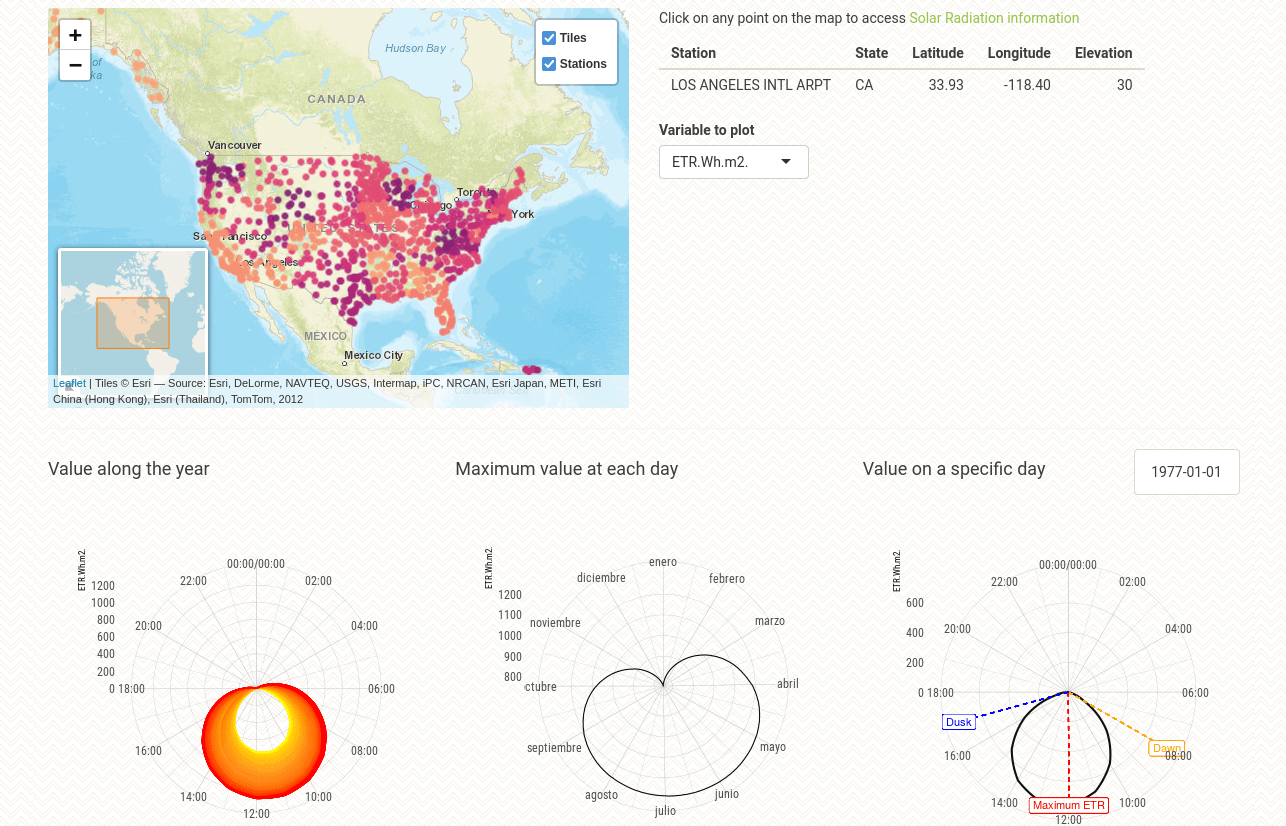 Click on any point on the map to access Solar Radiation information
+
−
Tiles
Stations
Hudson Bay
CANADA
Vancouver
UNITED STATES
MÉXICO
Mexico City
Leaflet | Tiles © Esri — Source: Esri, DeLorme, NAVTEQ, USGS, Intermap, iPC, NRCAN, Esri Japan, METI, Esri
China (Hong Kong), Esri (Thailand), TomTom, 2012
Station State Latitude Longitude Elevation
LOS ANGELES INTL ARPT CA 33.93 -118.40 30
Variable to plot
ETR.Wh.m2.
Value along the year
ETR.Wh.m2.
1200
1000
800
600
400
200
0
00:00/00:00
02:00
04:00
06:00
08:00
10:00
12:00
14:00
16:00
18:00
20:00
22:00
Maximum value at each day
ETR.Wh.m2.
1200
1100
1000
900
800
enero
febrero
marzo
abril
mayo
junio
julio
agosto
septiembre
ctubre
noviembre
diciembre
Value on a specific day
1977-01-01
ETR.Wh.m2.
600
400
200
0
00:00/00:00
02:00
04:00
06:00
08:00
10:00
12:00
14:00
16:00
18:00
20:00
22:00
Dusk
Dawn
Maximum ETR